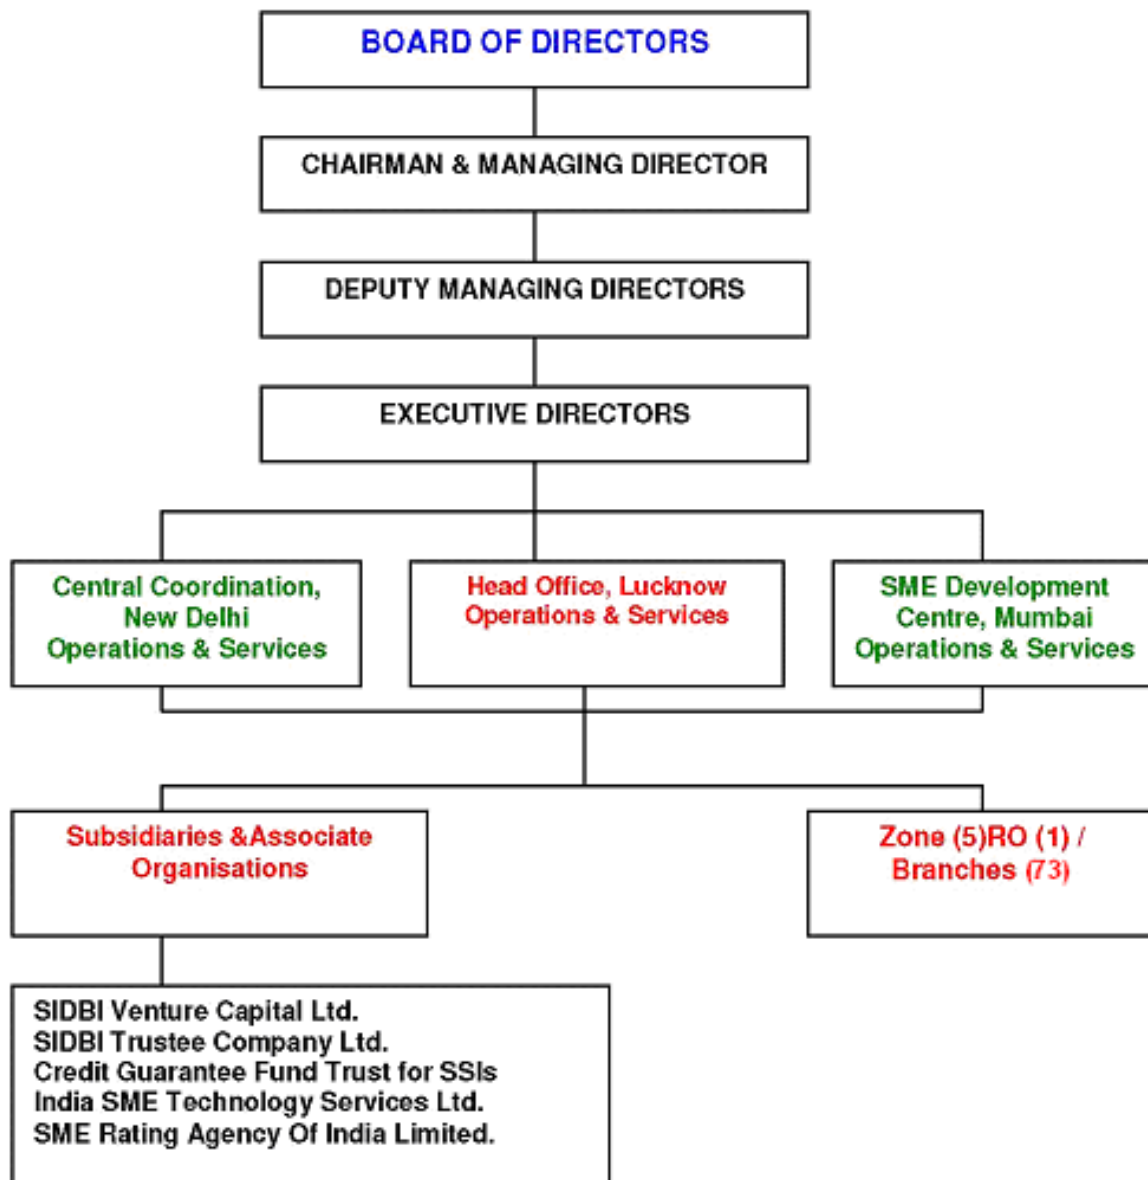 BOARD OF DIRECTORS
CHAIRMAN & MANAGING DIRECTOR
DEPUTY MANAGING DIRECTORS
EXECUTIVE DIRECTORS
Central Coordination,
New Delhi
Operations & Services
Head Office, Lucknow
Operations & Services
SME Development
Centre, Mumbai
Operations & Services
Subsidiaries &Associate
Organisations
Zone (5)RO (1) /
Branches (73)
SIDBI Venture Capital Ltd.
SIDBI Trustee Company Ltd.
Credit Guarantee Fund Trust for SSIs
India SME Technology Services Ltd.
SME Rating Agency Of India Limited.